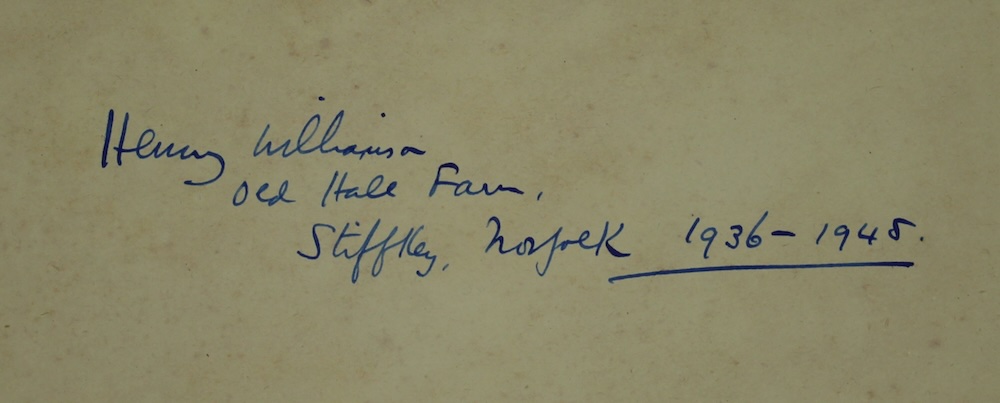 Henry Williamson
Old Hall Farm,
Stiffkey, Norfolk 1936-1945.